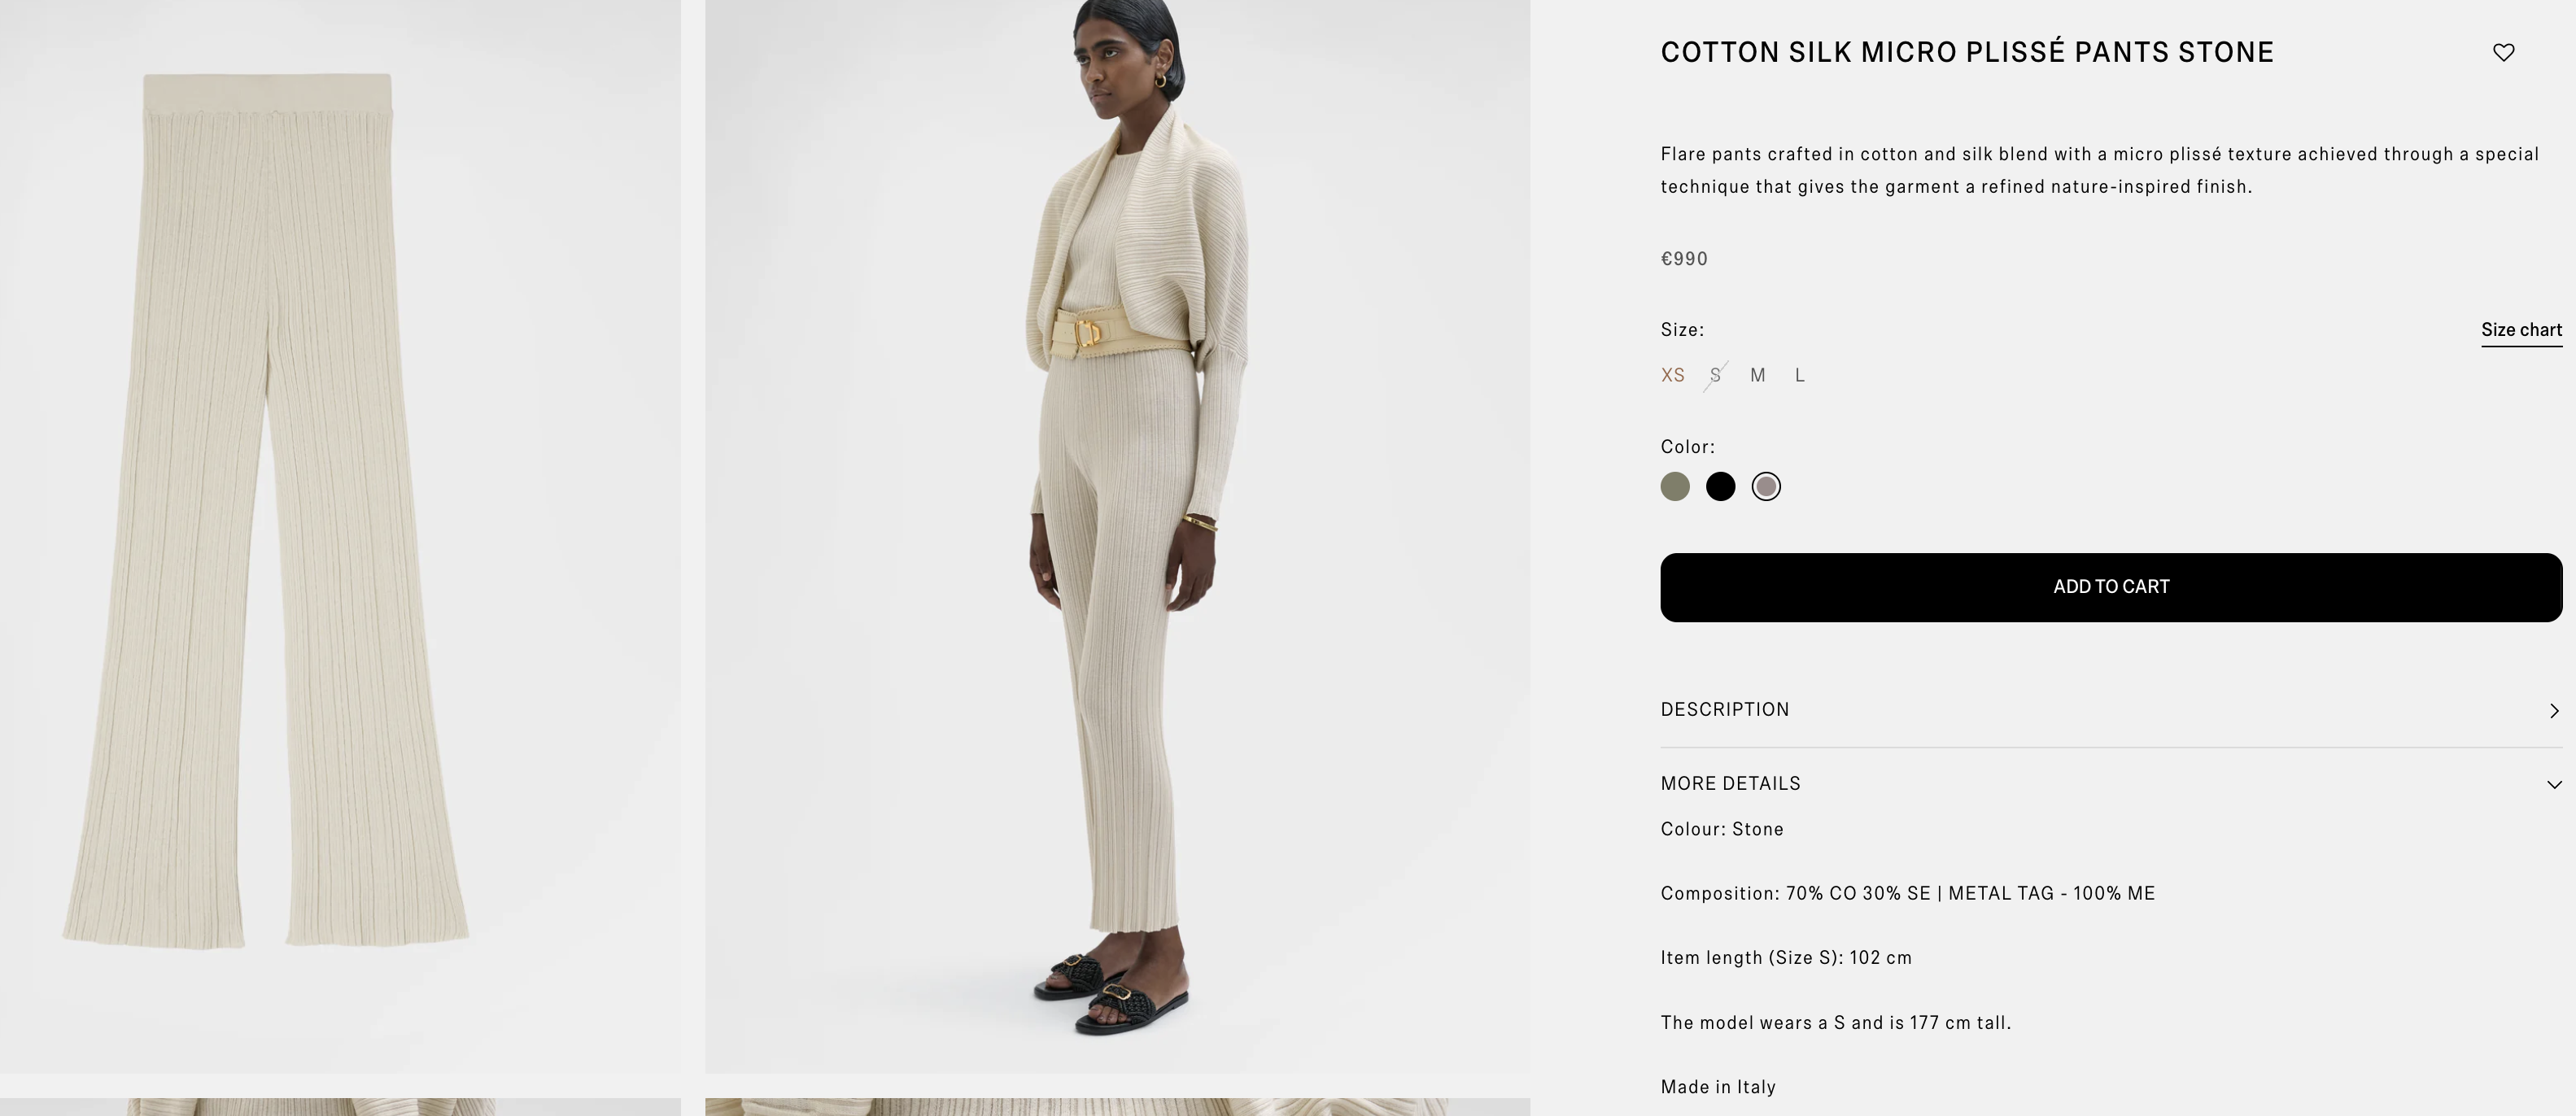 COTTON SILK MICRO PLISSÉ PANTS STONE
Flare pants crafted in cotton and silk blend with a micro plissé texture achieved through a special
technique that gives the garment a refined nature-inspired finish.
€990
Size:
Size chart
XS S M L
Color:
ADD TO CART
DESCRIPTION
MORE DETAILS
Colour: Stone
Composition: 70% CO 30% SE | METAL TAG - 100% ME
Item length (Size S): 102 cm
The model wears a S and is 177 cm tall.
Made in Italy